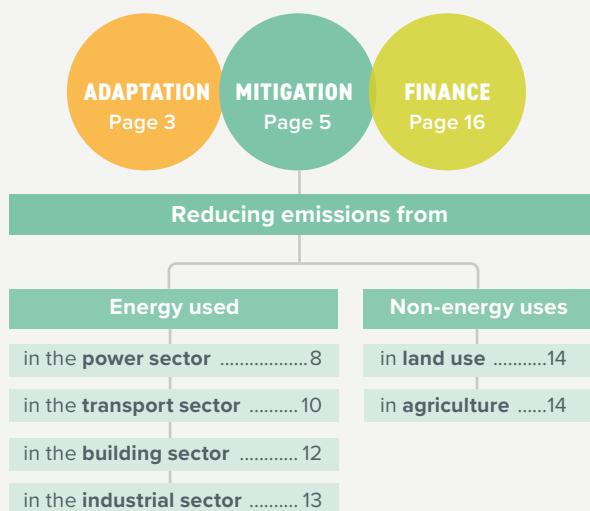 ADAPTATION
Page 3
MITIGATION
Page 5
FINANCE
Page 16
Reducing emissions from
Energy used
in the power sector ..................8
in the transport sector ..........10
in the building sector ............12
in the industrial sector ..........13
Non-energy uses
in land use ...........14
in agriculture ......14